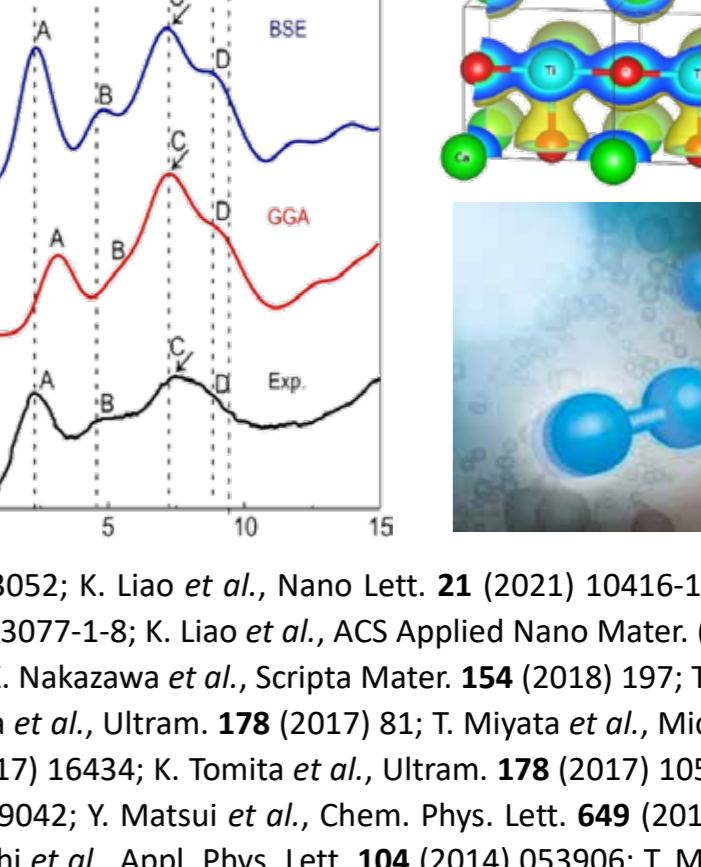 A
B
D
BSE
C
A
B
D
GGA
C
A
B
D
Exp.
5
10
15
Ti
O
Ca
3052; K. Liao et al., Nano Lett. 21 (2021) 10416-1
3077-1-8; K. Liao et al., ACS Applied Nano Mater. (
. Nakazawa et al., Scripta Mater. 154 (2018) 197; T
et al., Ultram. 178 (2017) 81; T. Miyata et al., Mic
17) 16434; K. Tomita et al., Ultram. 178 (2017) 105
9042; Y. Matsui et al., Chem. Phys. Lett. 649 (201
hi et al., Appl. Phys. Lett. 104 (2014) 053906; T. M